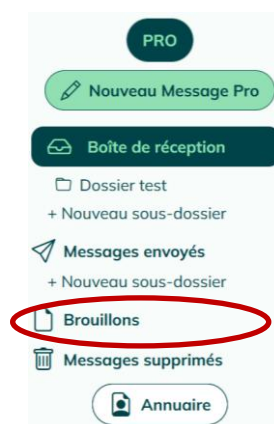 PRO
Nouveau Message Pro
Boîte de réception
Dossier test
+ Nouveau sous-dossier
Messages envoyés
+ Nouveau sous-dossier
Brouillons
Messages supprimés
Annuaire